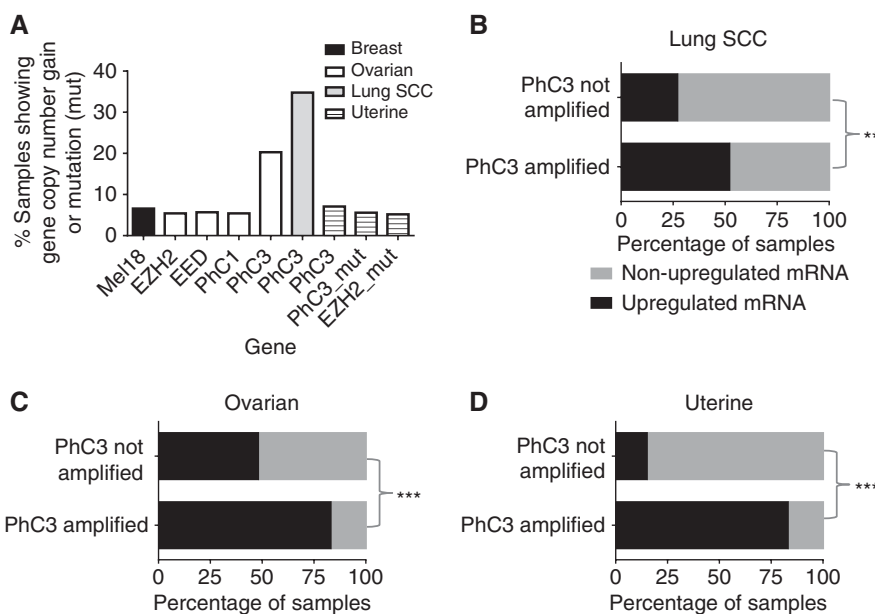 A
Breast
Ovarian
Lung SCC
Uterine
% Samples showing
gene copy number gain
or mutation (mut)
40
30
20
10
0
Mel18
EZH2
EED
PhC1
PhC3
PhC3
PhC3
PhC3_mut
EZH2_mut
Gene
B
Lung SCC
PhC3 not
amplified
PhC3 amplified
**
0
25
50
75
100
Percentage of samples
Non-upregulated mRNA
Upregulated mRNA
C
Ovarian
PhC3 not
amplified
PhC3 amplified
***
0
25
50
75
100
Percentage of samples
D
Uterine
PhC3 not
amplified
PhC3 amplified
***
0
25
50
75
100
Percentage of samples